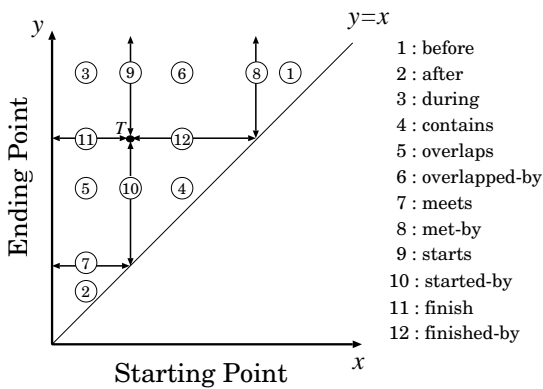 y
y=x
3
9
6
8
1
T
11
12
5
10
4
7
2
x
Ending Point
Starting Point
1 : before
2 : after
3 : during
4 : contains
5 : overlaps
6 : overlapped-by
7 : meets
8 : met-by
9 : starts
10 : started-by
11 : finish
12 : finished-by